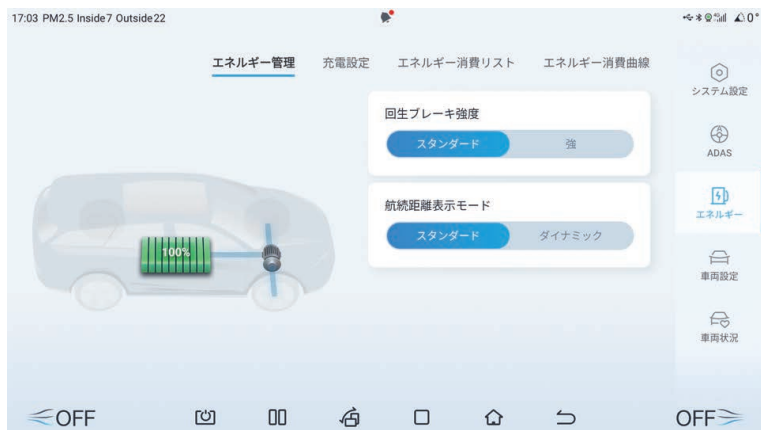 17:03 PM2.5 Inside7 Outside22
0°
エネルギー管理 充電設定 エネルギー消費リスト エネルギー消費曲線
回生ブレーキ強度
スタンダード 強
航続距離表示モード
スタンダード ダイナミック
100%
システム設定
ADAS
エネルギー
車両設定
車両状況
OFF OFF